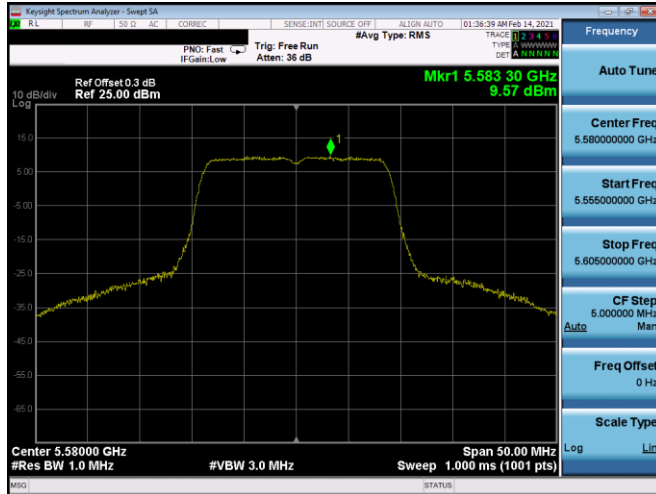 Keysight Spectrum Analyzer - Swept SA
RL RF 50 Ω AC CORREC SENSE:INT SOURCE OFF ALIGN AUTO 01:36:39 AM Feb 14, 2021
#Avg Type: RMS
TRACE 1 2 3 4 5 6
TYPE A WWWWW
DET A N N N N N
PNO: Fast
IFGain:Low
Trig: Free Run
Atten: 36 dB
Mkr1 5.583 30 GHz
9.57 dBm
Ref Offset 0.3 dB
Ref 25.00 dBm
10 dB/div
Log
1
15.0
5.00
-5.00
-15.0
-25.0
-35.0
-45.0
-55.0
-65.0
Center 5.58000 GHz
Span 50.00 MHz
#Res BW 1.0 MHz
#VBW 3.0 MHz
Sweep 1.000 ms (1001 pts)
MSG
STATUS
Frequency
Auto Tune
Center Freq
5.580000000 GHz
Start Freq
5.555000000 GHz
Stop Freq
5.605000000 GHz
CF Step
5.000000 MHz
Auto Man
Freq Offset
0 Hz
Scale Type
Log Lin